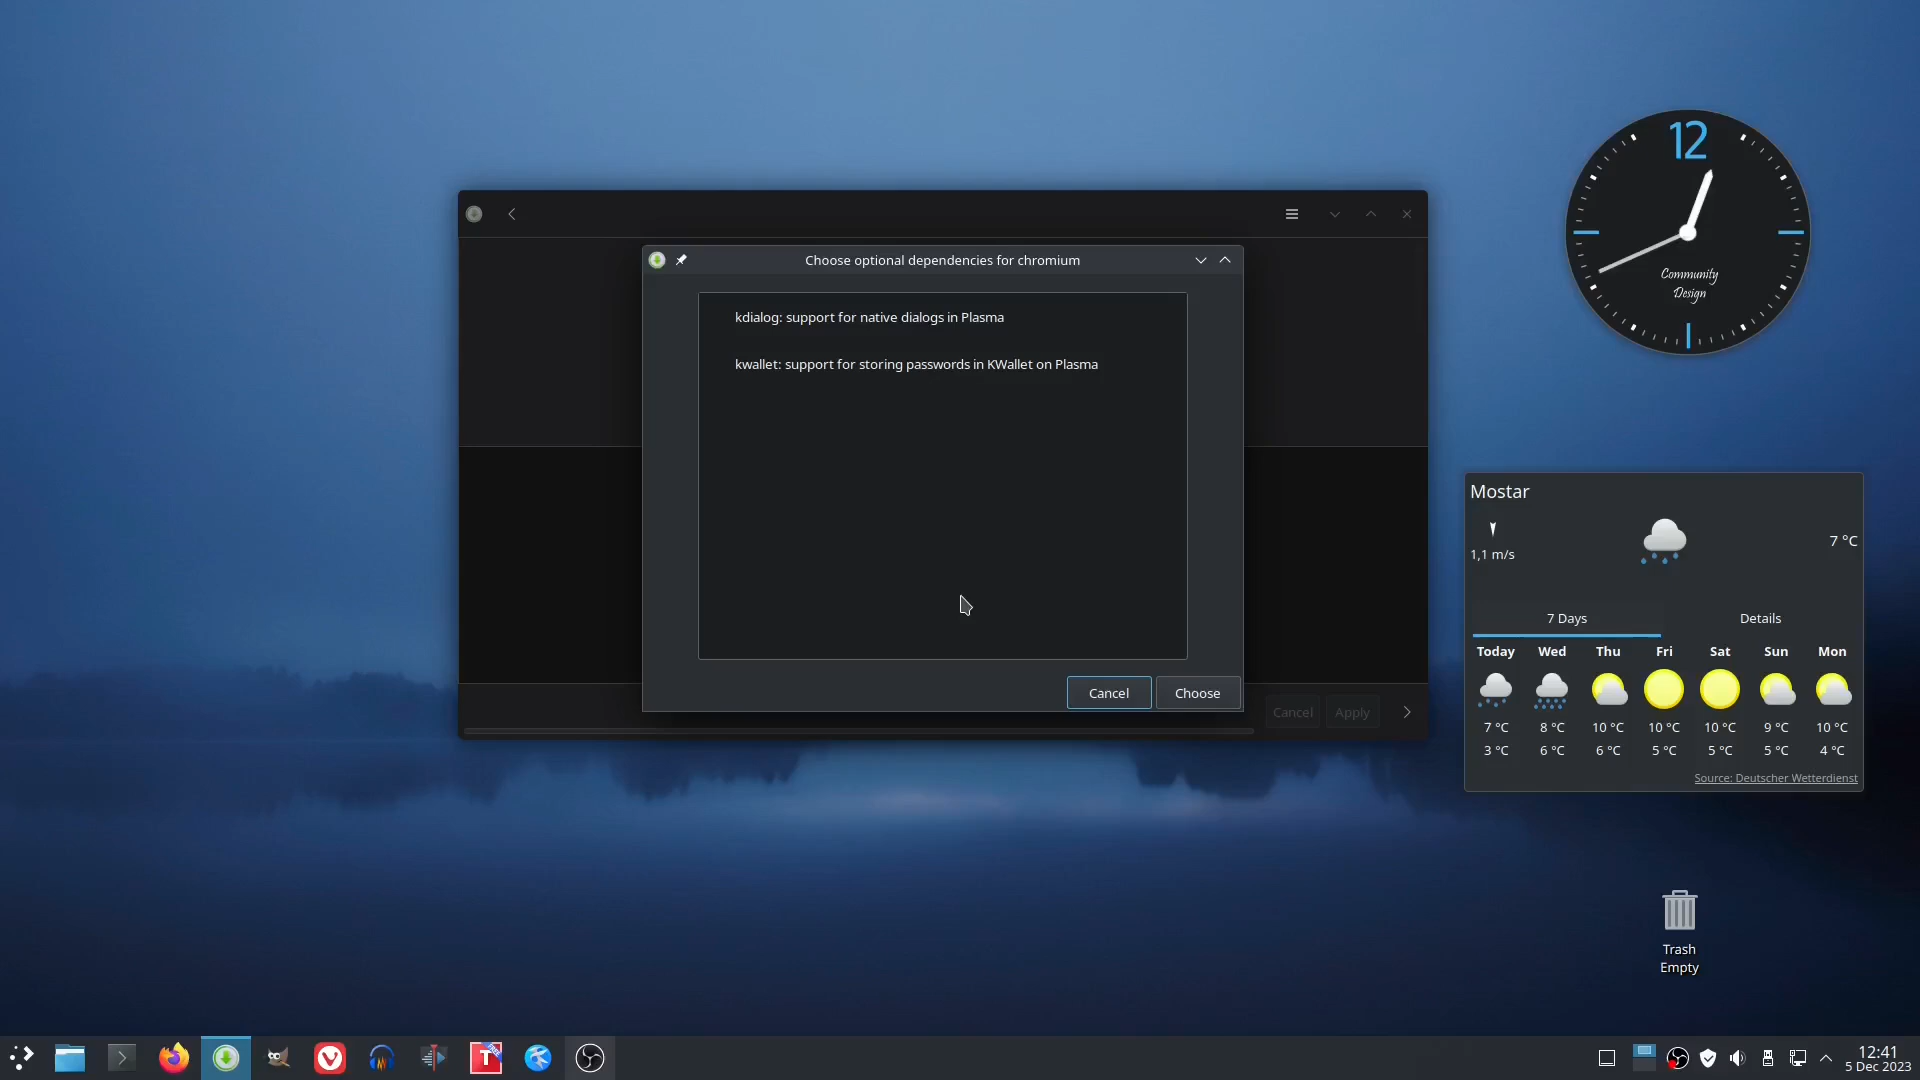 12
Community
Design
Choose optional dependencies for chromium
kdialog: support for native dialogs in Plasma
kwallet: support for storing passwords in KWallet on Plasma
Cancel
Choose
Cancel
Apply
Mostar
1,1 m/s
7 °C
7 Days
Details
Today Wed Thu Fri Sat Sun Mon
7 °C 8 °C 10 °C 10 °C 10 °C 9 °C 10 °C
3 °C 6 °C 6 °C 5 °C 5 °C 5 °C 4 °C
Source: Deutscher Wetterdienst
Trash
Empty
T
FREE
12:41
5 Dec 2023